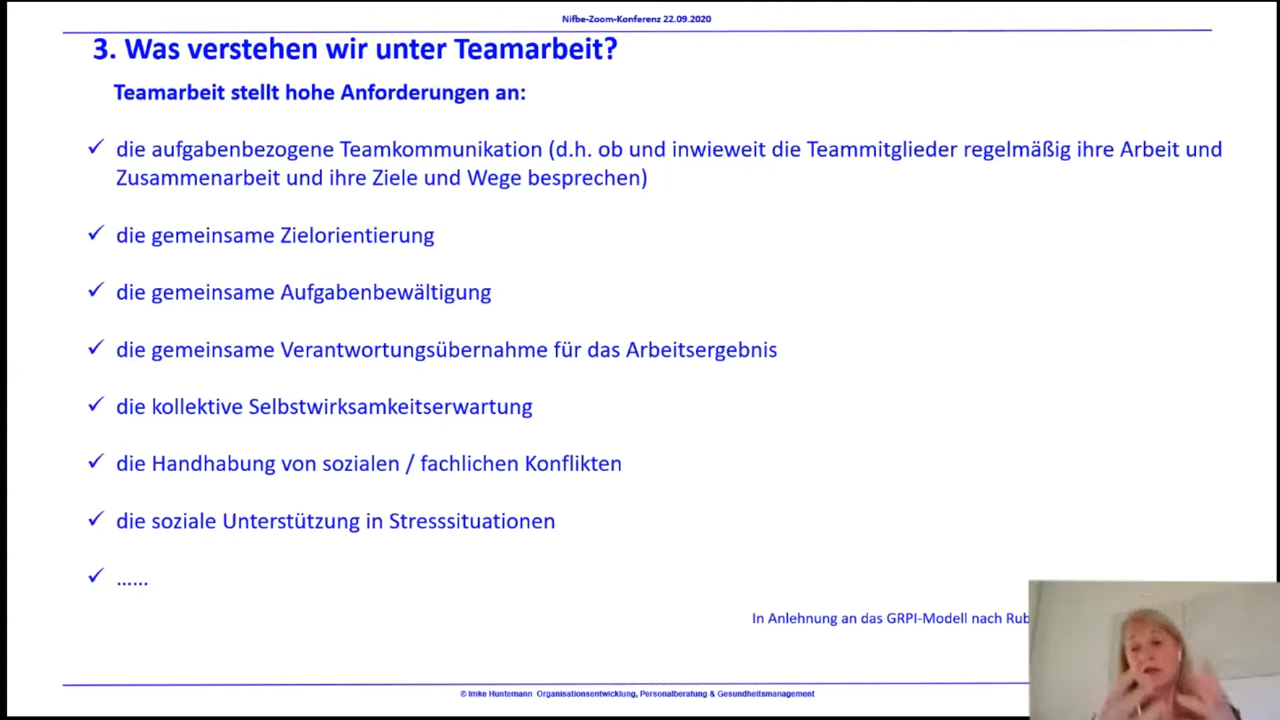 Nifbe-Zoom-Konferenz 22.09.2020
3. Was verstehen wir unter Teamarbeit?
Teamarbeit stellt hohe Anforderungen an:
✓ die aufgabenbezogene Teamkommunikation (d.h. ob und inwieweit die Teammitglieder regelmäßig ihre Arbeit und
Zusammenarbeit und ihre Ziele und Wege besprechen)
✓ die gemeinsame Zielorientierung
✓ die gemeinsame Aufgabenbewältigung
✓ die gemeinsame Verantwortungsübernahme für das Arbeitsergebnis
✓ die kollektive Selbstwirksamkeitserwartung
✓ die Handhabung von sozialen / fachlichen Konflikten
✓ die soziale Unterstützung in Stresssituationen
✓ ......
In Anlehnung an das GRPI-Modell nach
© Imke Huntemann Organisationsentwicklung, Personalberatung & Gesundheitsmanagement